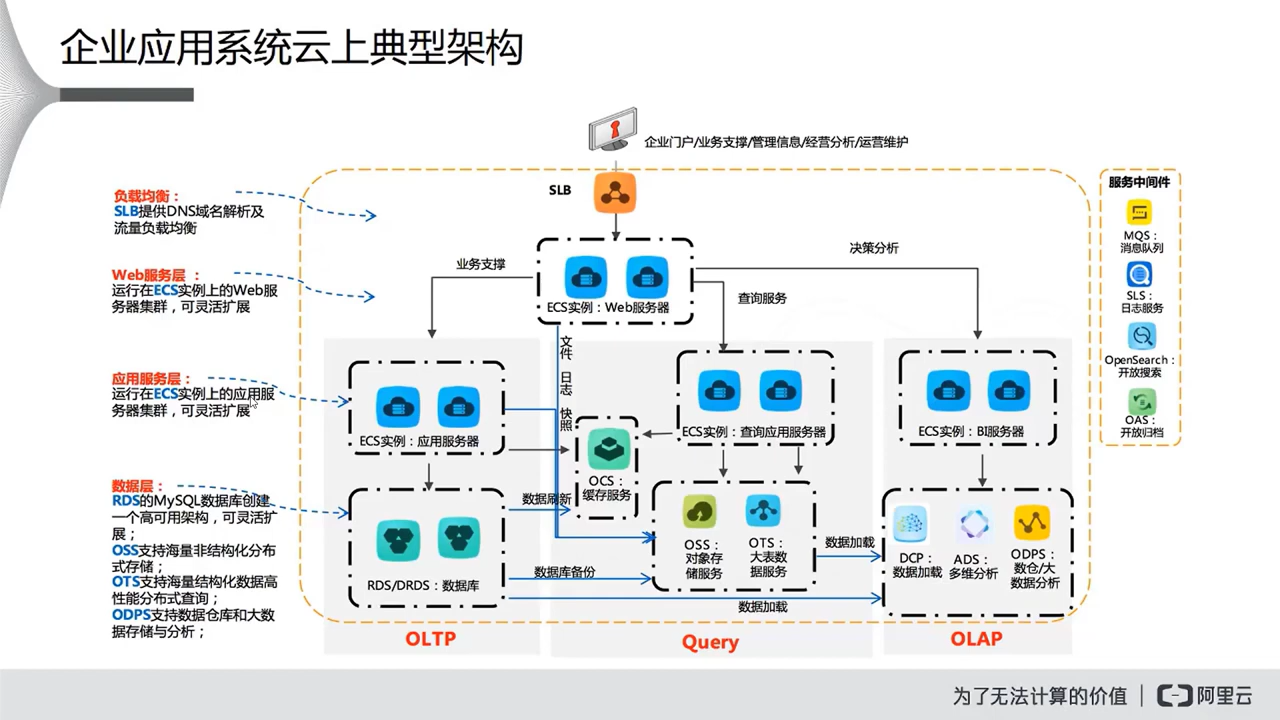 企业应用系统云上典型架构
企业门户/业务支撑/管理信息/经营分析/运营维护
SLB
负载均衡：
SLB提供DNS域名解析及
流量负载均衡
Web服务层 ：
运行在ECS实例上的Web服
务器集群，可灵活扩展
应用服务层：
运行在ECS实例上的应用服
务器集群，可灵活扩展
数据层：
RDS的MySQL数据库创建
一个高可用架构，可灵活扩
展；
OSS支持海量非结构化分布
式存储；
OTS支持海量结构化数据高
性能分布式查询；
ODPS支持数据仓库和大数
据存储与分析；
ECS实例：Web服务器
业务支撑
查询服务
决策分析
文件
日志
快照
ECS实例：应用服务器
ECS实例：查询应用服务器
ECS实例：BI服务器
OCS：
缓存服务
数据刷新
RDS/DRDS：数据库
OSS：
对象存
储服务
OTS：
大表数
据服务
数据加载
DCP：
数据加载
ADS：
多维分析
ODPS：
数仓/大
数据分析
数据库备份
数据加载
OLTP
Query
OLAP
服务中间件
MQS：
消息队列
SLS：
日志服务
OpenSearch：
开放搜索
OAS：
开放归档
为了无法计算的价值
阿里云